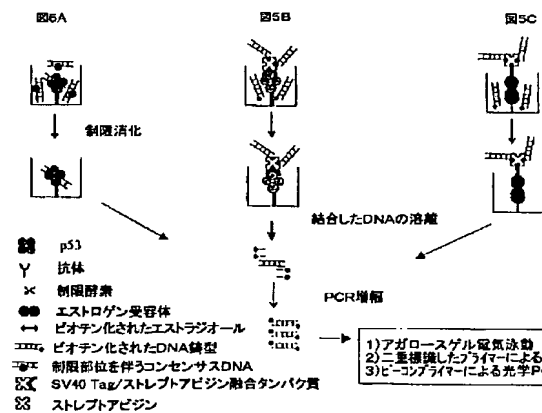 図6A
図5B
図5C
制限消化
結合したDNAの溶離
PCR増幅
p53
抗体
制限酵素
エストロゲン受容体
ビオチン化されたエストラジオール
ビオチン化されたDNA鋳型
制限部位を伴うコンセンサスDNA
SV40 Tag/ストレプトアビジン融合タンパク質
ストレプトアビジン
1)アガロースゲル電気泳動
2)二重標識したプライマーによる
3)ビーコンプライマーによる光学P